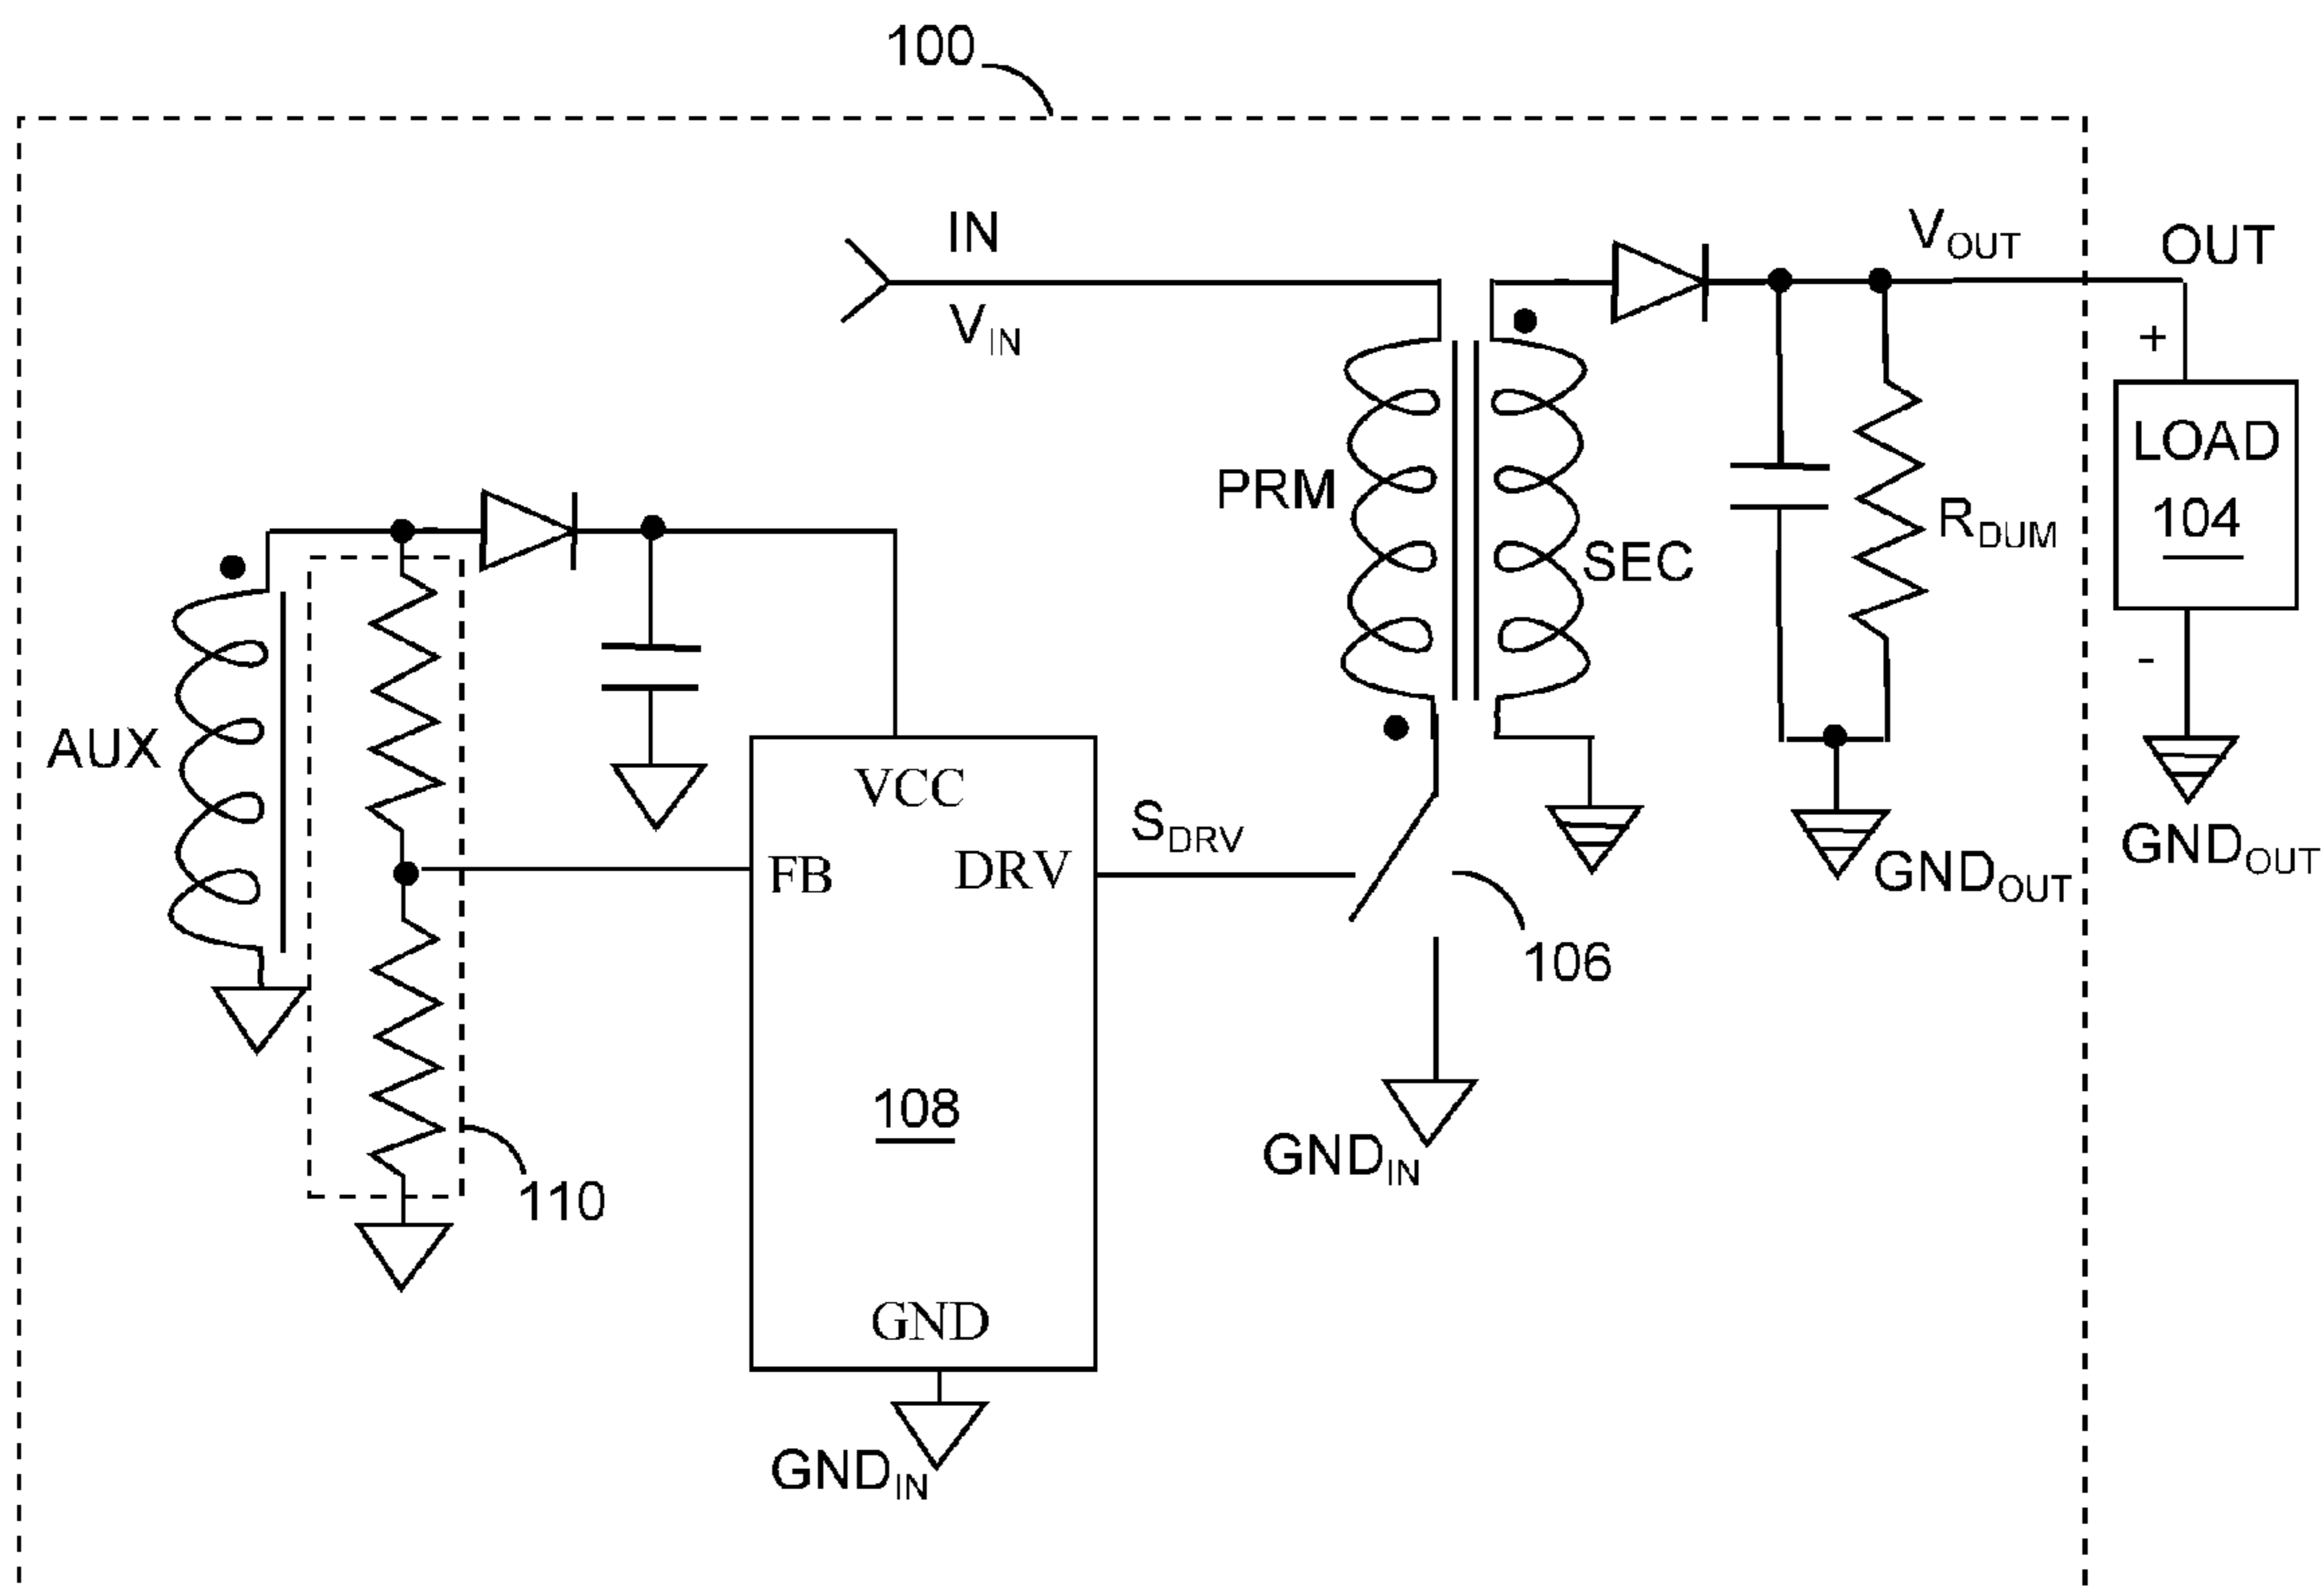 100
IN
V_OUT
OUT
V_IN
+
LOAD
PRM
104
R_DUM
SEC
-
AUX
VCC
S_DRV
GND_OUT
FB
DRV
GND_OUT
106
108
GND_IN
110
GND
GND_IN